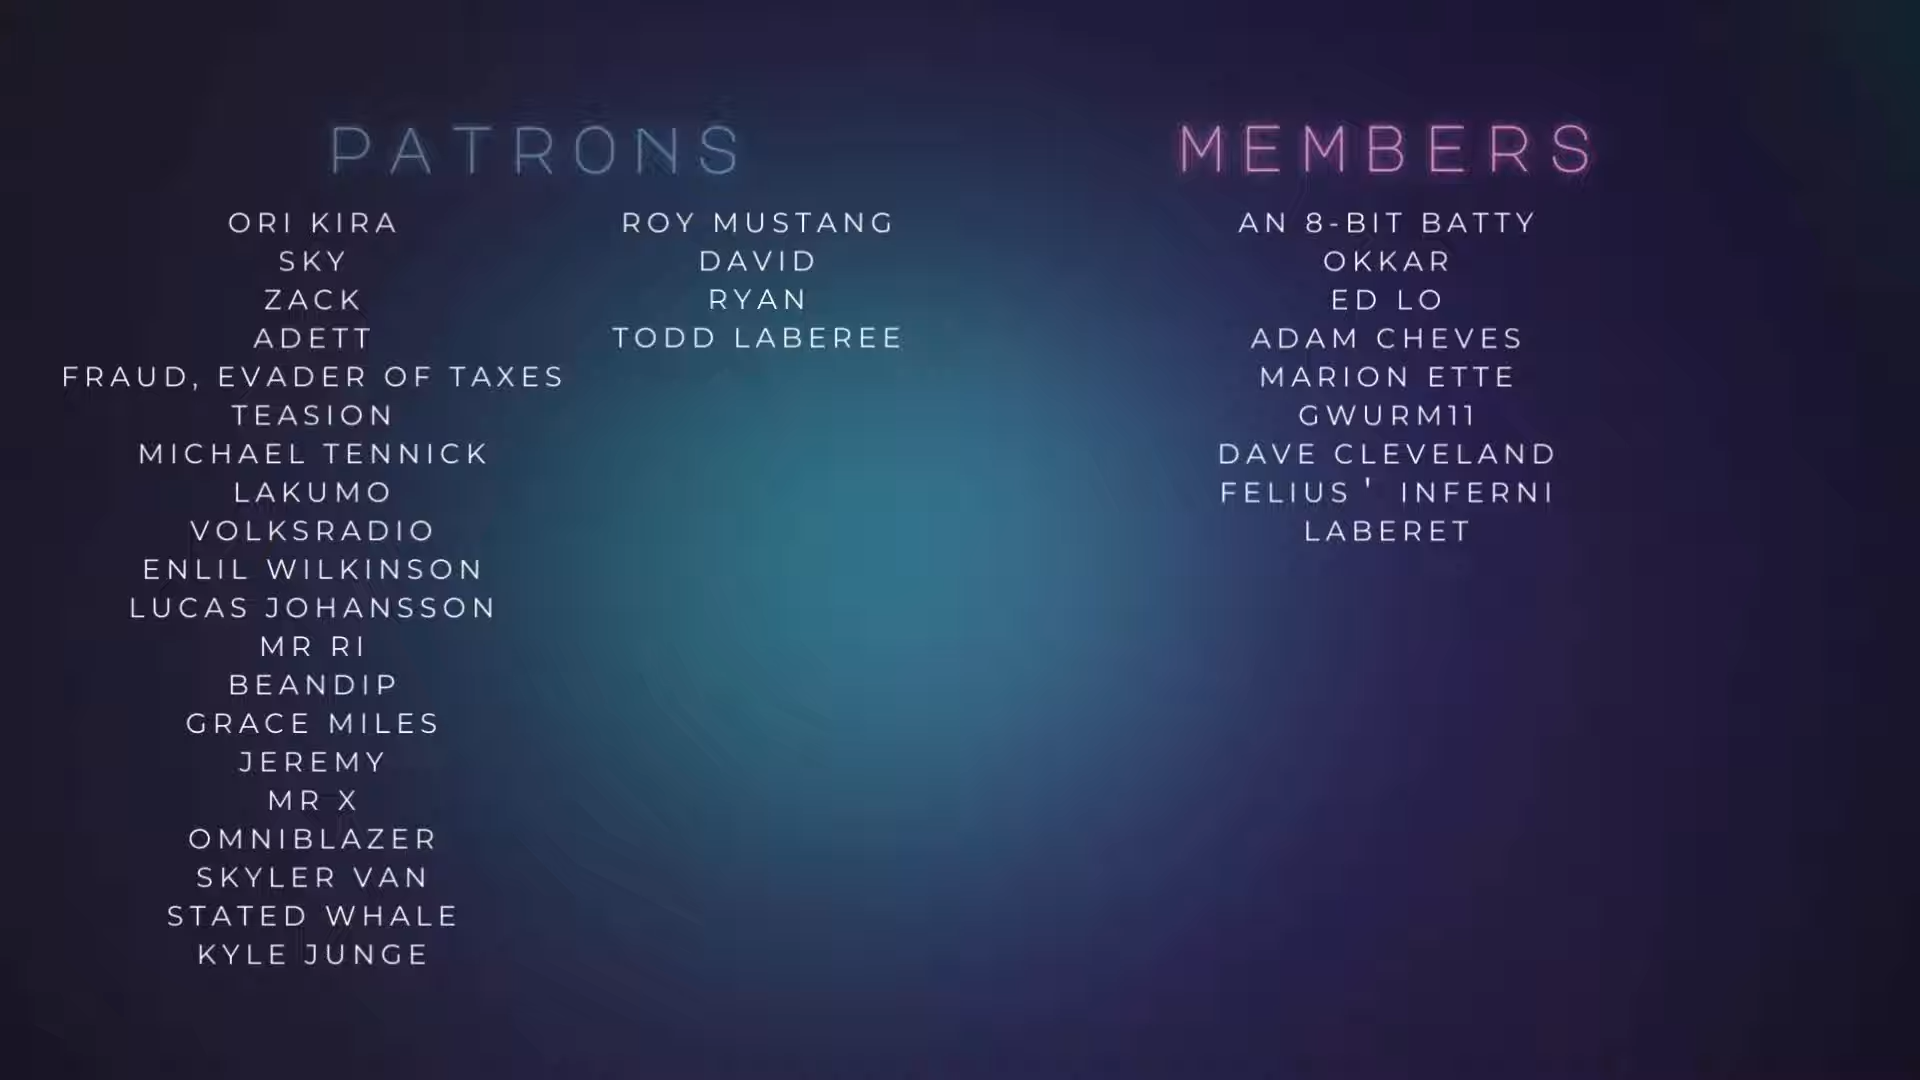 PATRONS
ORI KIRA
SKY
ZACK
ADETT
FRAUD, EVADER OF TAXES
TEASION
MICHAEL TENNICK
LAKUMO
VOLKSRADIO
ENLIL WILKINSON
LUCAS JOHANSSON
MR RI
BEANDIP
GRACE MILES
JEREMY
MR X
OMNIBLAZER
SKYLER VAN
STATED WHALE
KYLE JUNGE
ROY MUSTANG
DAVID
RYAN
TODD LABEREE
MEMBERS
AN 8-BIT BATTY
OKKAR
ED LO
ADAM CHEVES
MARION ETTE
GWURM11
DAVE CLEVELAND
FELIUS' INFERNI
LABERET